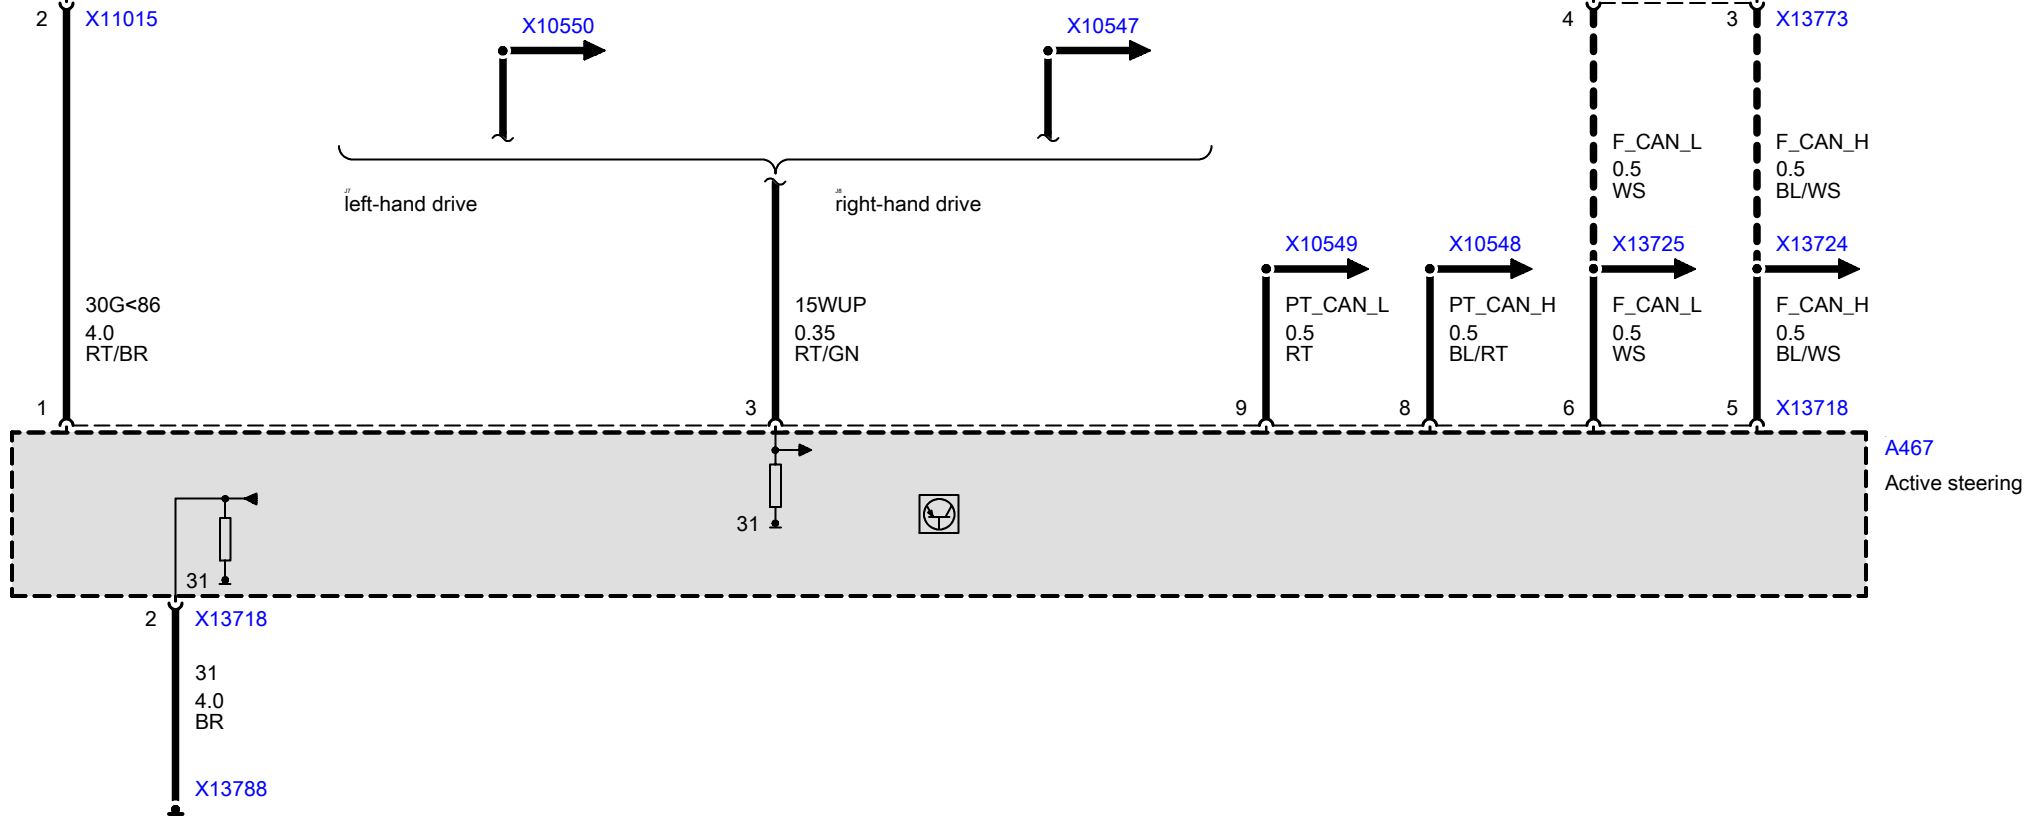 2 X11015
X10550
X10547
4
3 X13773
F_CAN_L
0.5
WS
F_CAN_H
0.5
BL/WS
J7
left-hand drive
J8
right-hand drive
X10549
X10548
X13725
X13724
30G<86
4.0
RT/BR
15WUP
0.35
RT/GN
PT_CAN_L
0.5
RT
PT_CAN_H
0.5
BL/RT
F_CAN_L
0.5
WS
F_CAN_H
0.5
BL/WS
1
3
9
8
6
5 X13718
A467
Active steering
31
31
2 X13718
31
4.0
BR
X13788